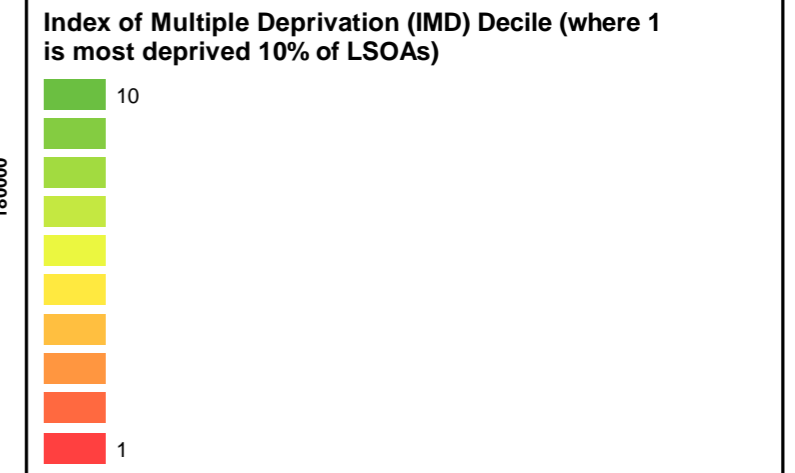 Index of Multiple Deprivation (IMD) Decile (where 1
is most deprived 10% of LSOAs)
10
1